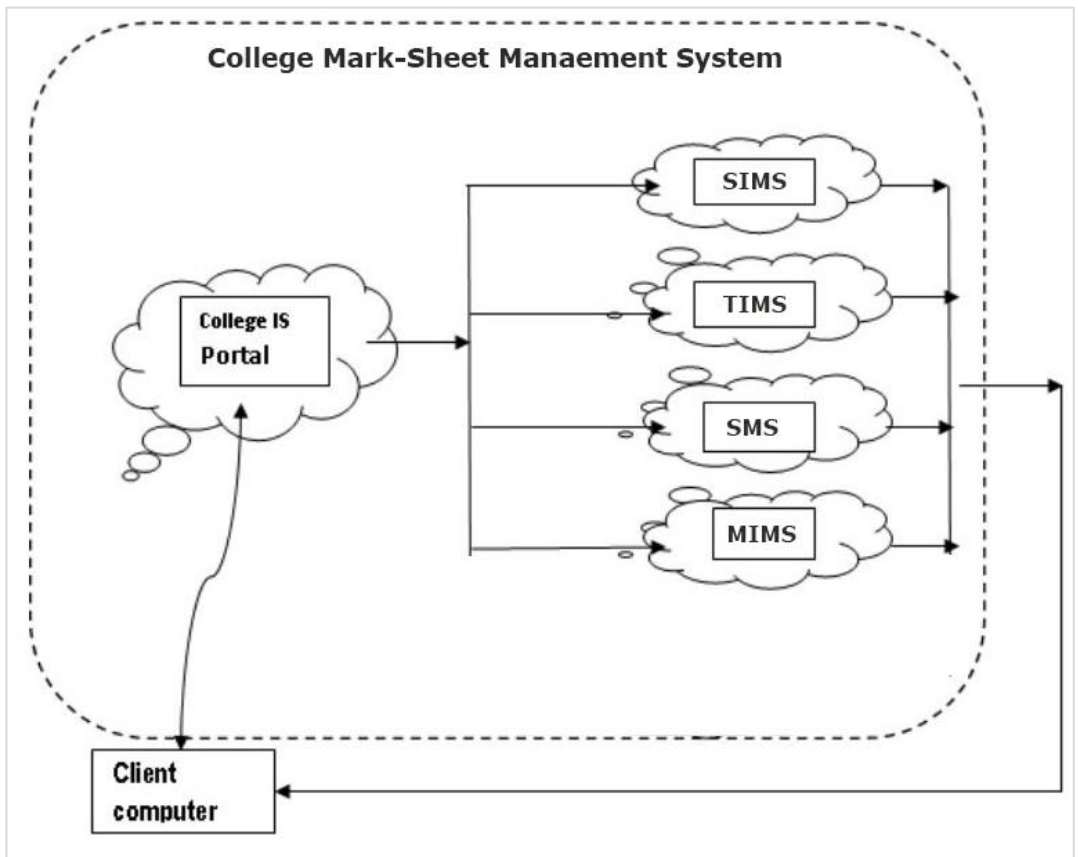 College Mark-Sheet Manaement System
SIMS
TIMS
College IS
Portal
SMS
MIMS
Client
computer